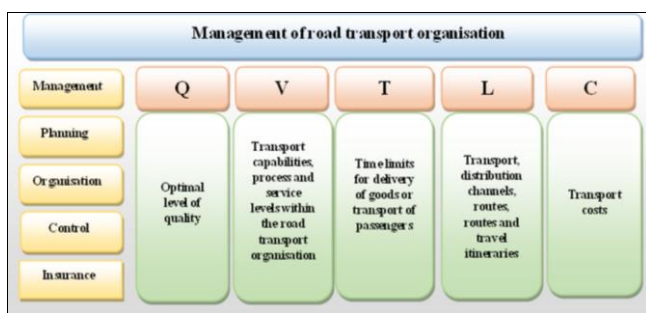 Management of road transport organisation
Management
Q
V
T
L
C
Planning
Organisation
Control
Insurance
Optimal
level of
quality
Transport
capabilities,
process and
service
levels within
the road
transport
organisation
Time limits
for delivery
of goods or
transport of
passengers
Transport,
distribution
channels,
routes,
routes and
travel
itineraries
Transport
costs